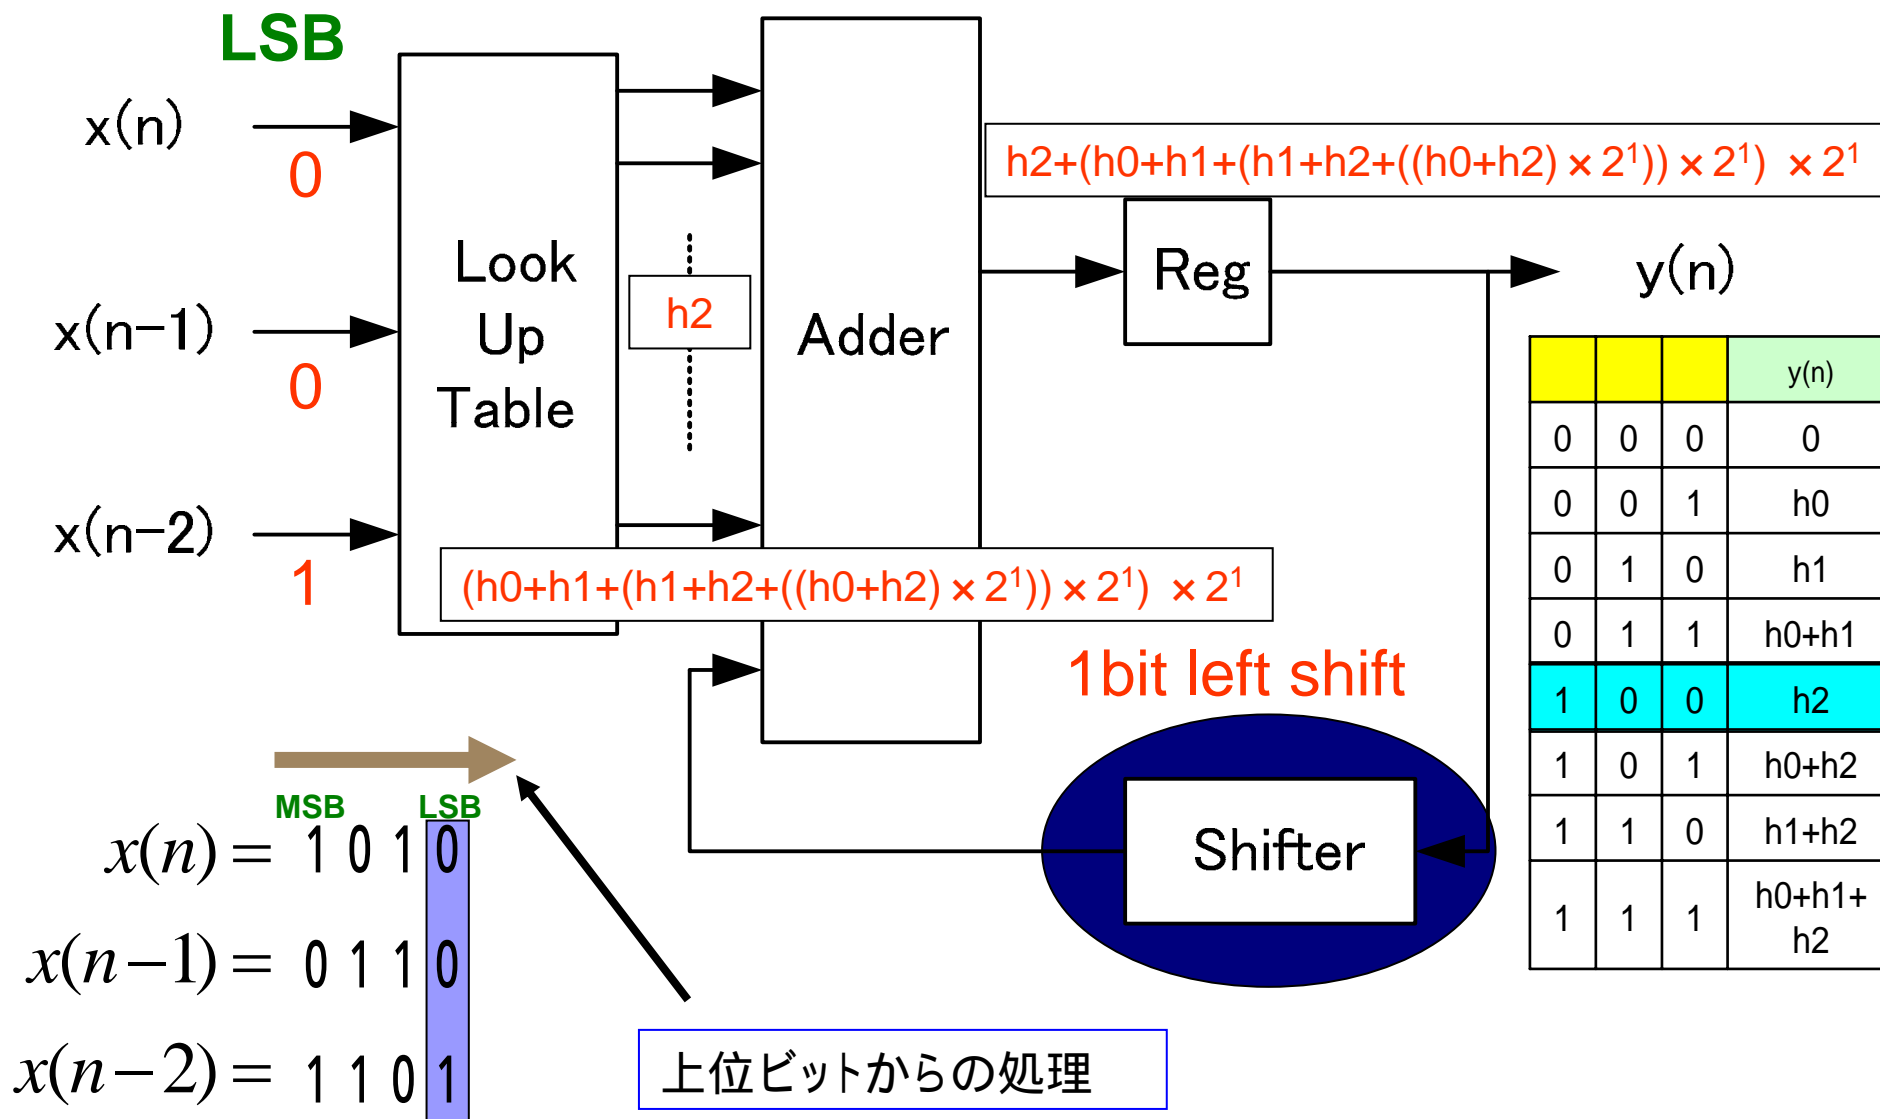 LSB
x(n)
0
x(n-1)
0
x(n-2)
1
Look
Up
Table
h2
Adder
h2+(h0+h1+(h1+h2+((h0+h2)×2¹))×2¹) ×2¹
Reg
y(n)
(h0+h1+(h1+h2+((h0+h2)×2¹))×2¹) ×2¹
1bit left shift
Shifter
y(n)
0 0 0 0
0 0 1 h0
0 1 0 h1
0 1 1 h0+h1
1 0 0 h2
1 0 1 h0+h2
1 1 0 h1+h2
1 1 1 h0+h1+
h2
MSB LSB
x(n) = 1 0 1 0
x(n−1) = 0 1 1 0
x(n−2) = 1 1 0 1
上位ビットからの処理